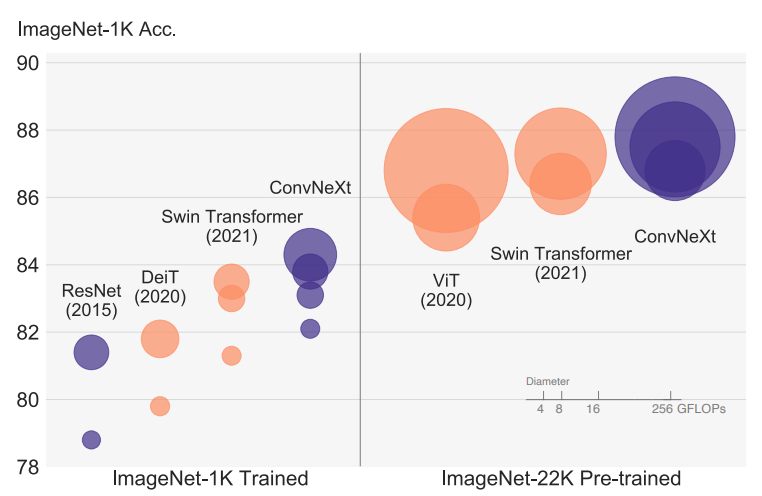 ImageNet-1K Acc.
90
88
86
84
82
80
78
ResNet
(2015)
DeiT
(2020)
Swin Transformer
(2021)
ConvNeXt
ViT
(2020)
Swin Transformer
(2021)
ConvNeXt
Diameter
4 8 16 256 GFLOPs
ImageNet-1K Trained
ImageNet-22K Pre-trained